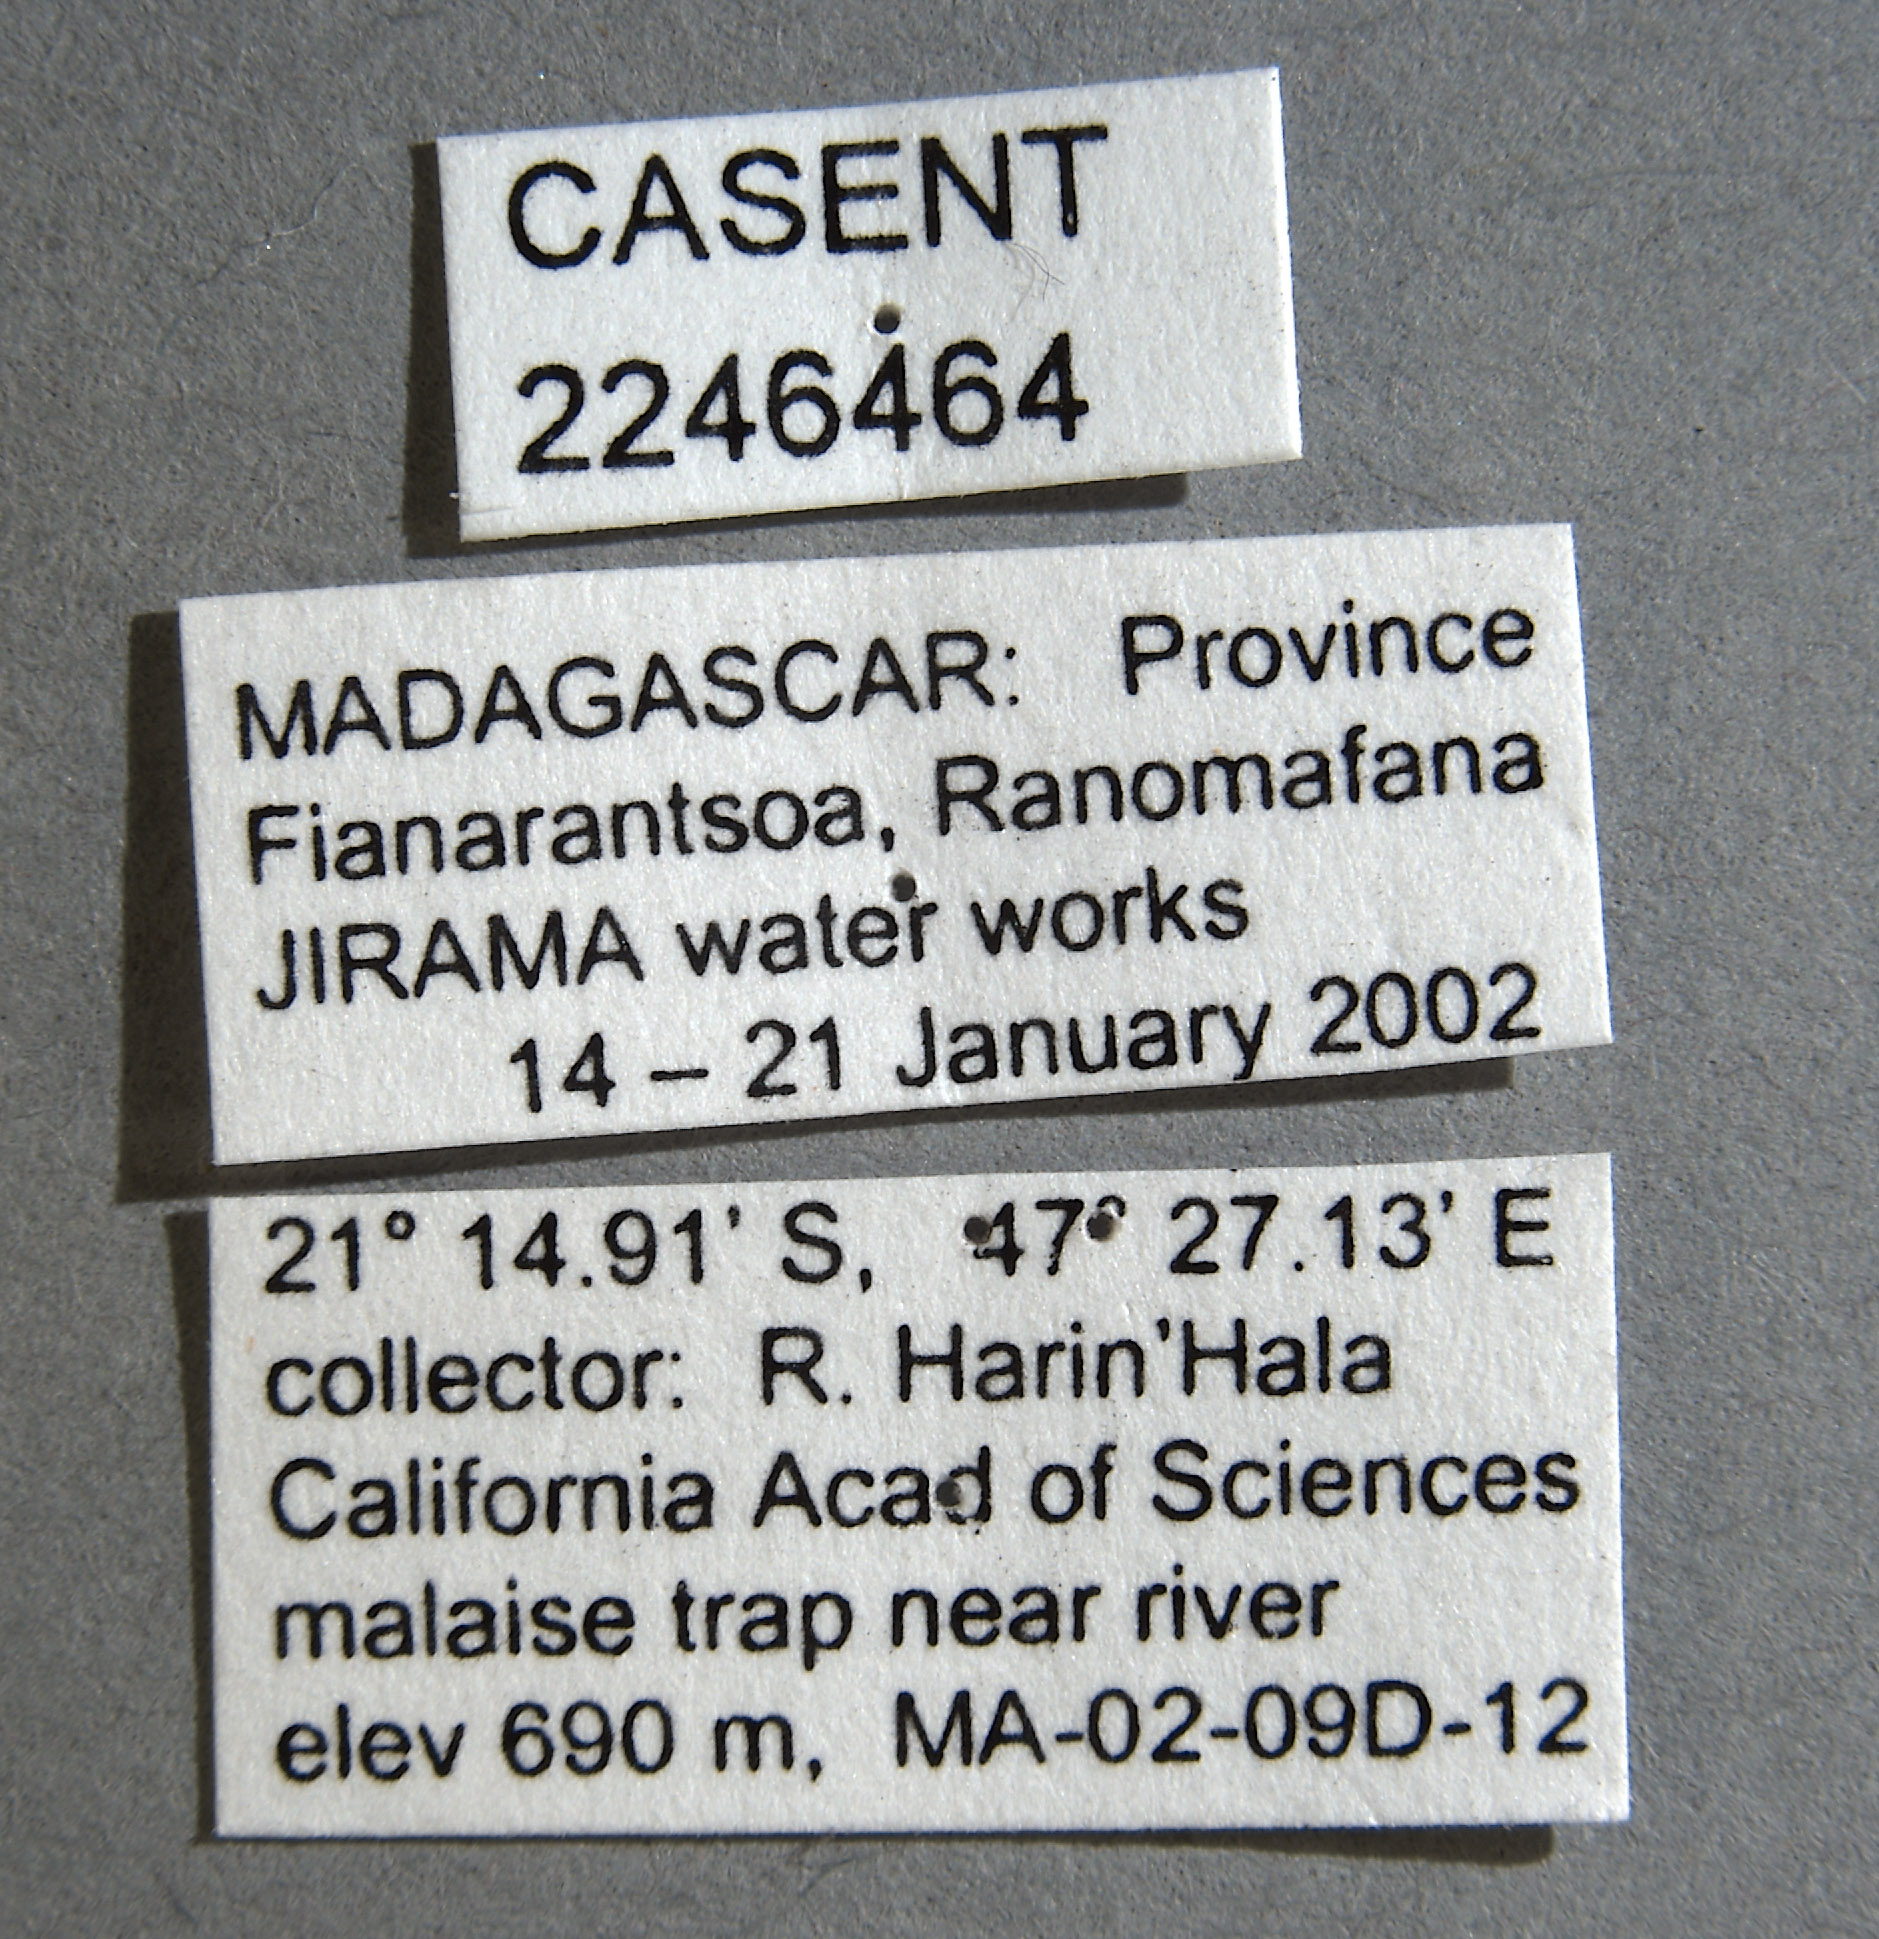 CASENT
2246464
MADAGASCAR: Province
Fianarantsoa, Ranomafana
JIRAMA water works
14 – 21 January 2002
21° 14.91' S, 47° 27.13' E
collector: R. Harin'Hala
California Acad of Sciences
malaise trap near river
elev 690 m, MA-02-09D-12